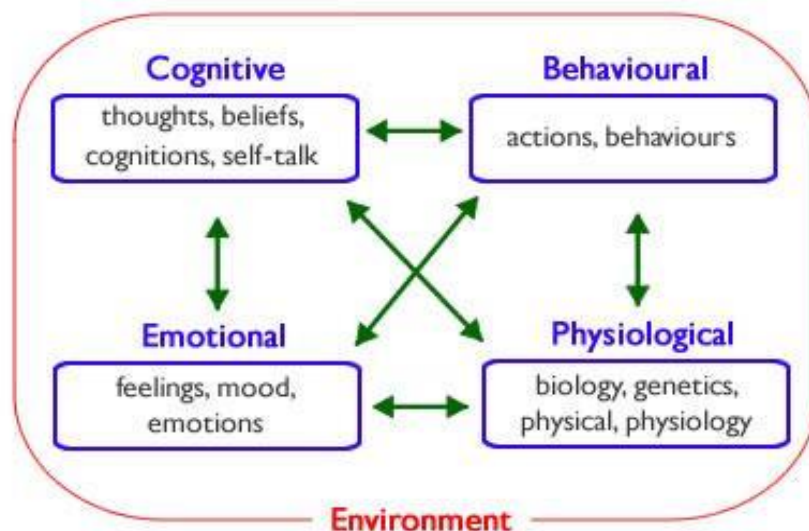 Cognitive
thoughts, beliefs,
cognitions, self-talk
Behavioural
actions, behaviours
Emotional
feelings, mood,
emotions
Physiological
biology, genetics,
physical, physiology
Environment